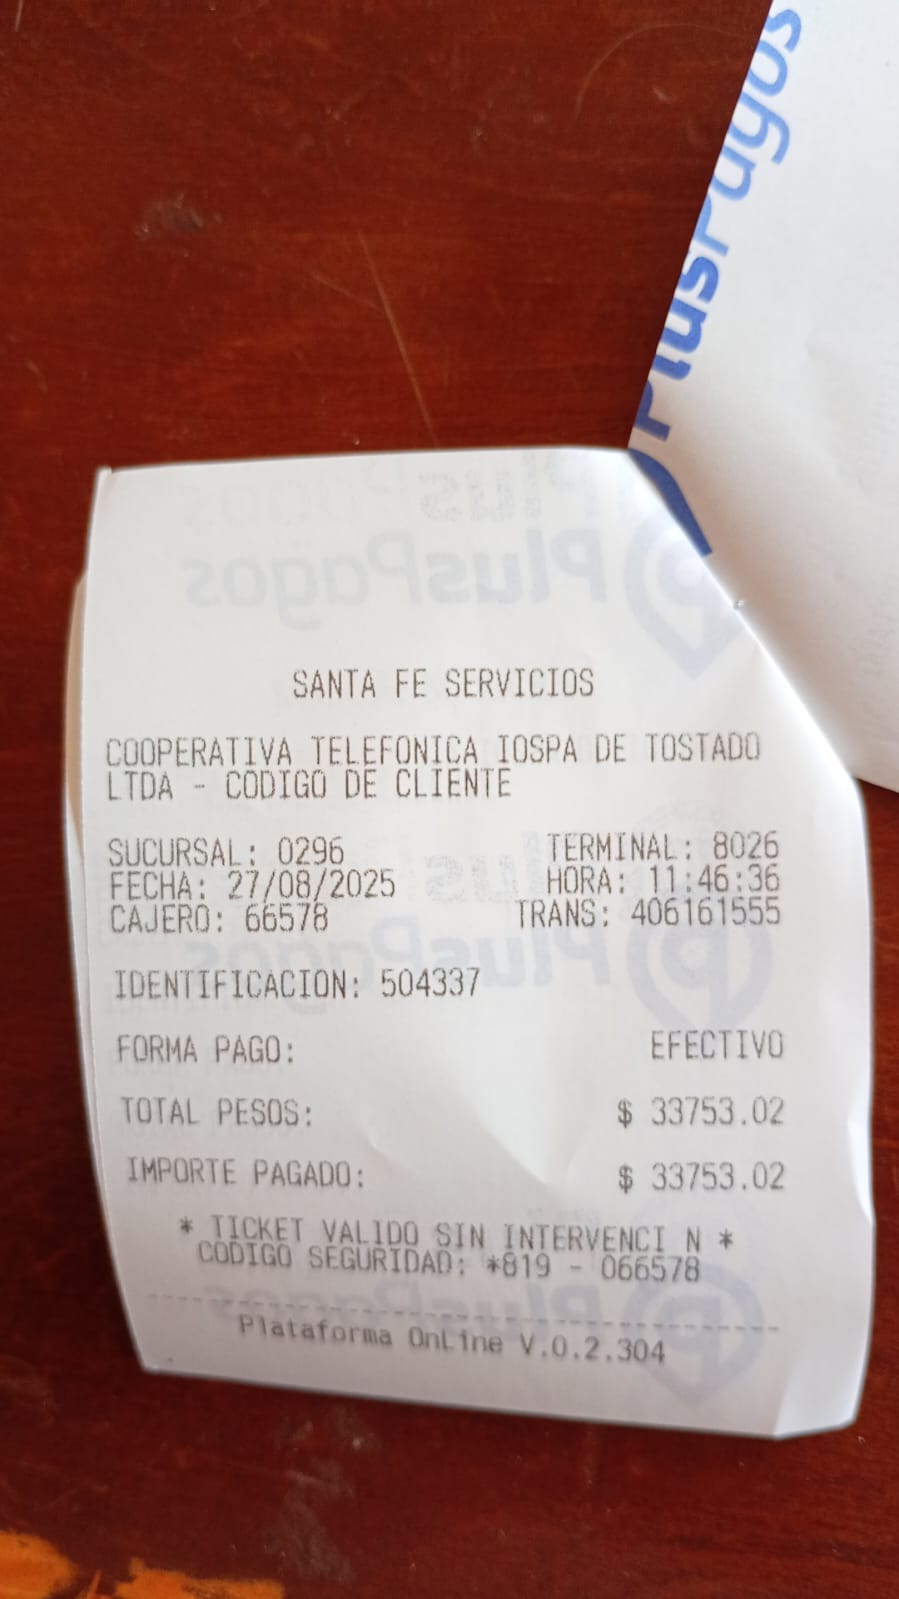 PlusPagos
Plus
Pagos
PlusPagos
SANTA FE SERVICIOS
COOPERATIVA TELEFONICA IOSPA DE TOSTADO
LTDA - CODIGO DE CLIENTE
SUCURSAL: 0296 TERMINAL: 8026
FECHA: 27/08/2025 HORA: 11:46:36
CAJERO: 66578 TRANS: 406161555
IDENTIFICACION: 504337
FORMA PAGO: EFECTIVO
TOTAL PESOS: $ 33753.02
IMPORTE PAGADO: $ 33753.02
* TICKET VALIDO SIN INTERVENCI N *
CODIGO SEGURIDAD: *819 - 066578
Plataforma OnLine V.0.2.304